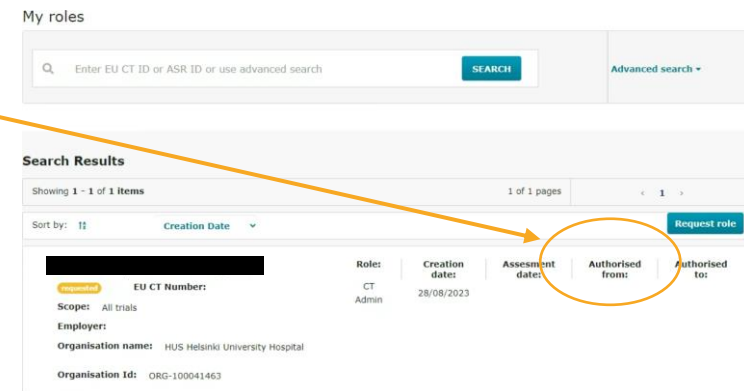 My roles
Enter EU CT ID or ASR ID or use advanced search
SEARCH
Advanced search
Search Results
Showing 1 - 1 of 1 items
1 of 1 pages
‹ 1 ›
Sort by:
Creation Date
Request role
Role: Creation date: Assesment date: Authorised from: Authorised to:
requested EU CT Number:
CT Admin 28/08/2023
Scope: All trials
Employer:
Organisation name: HUS Helsinki University Hospital
Organisation Id: ORG-100041463